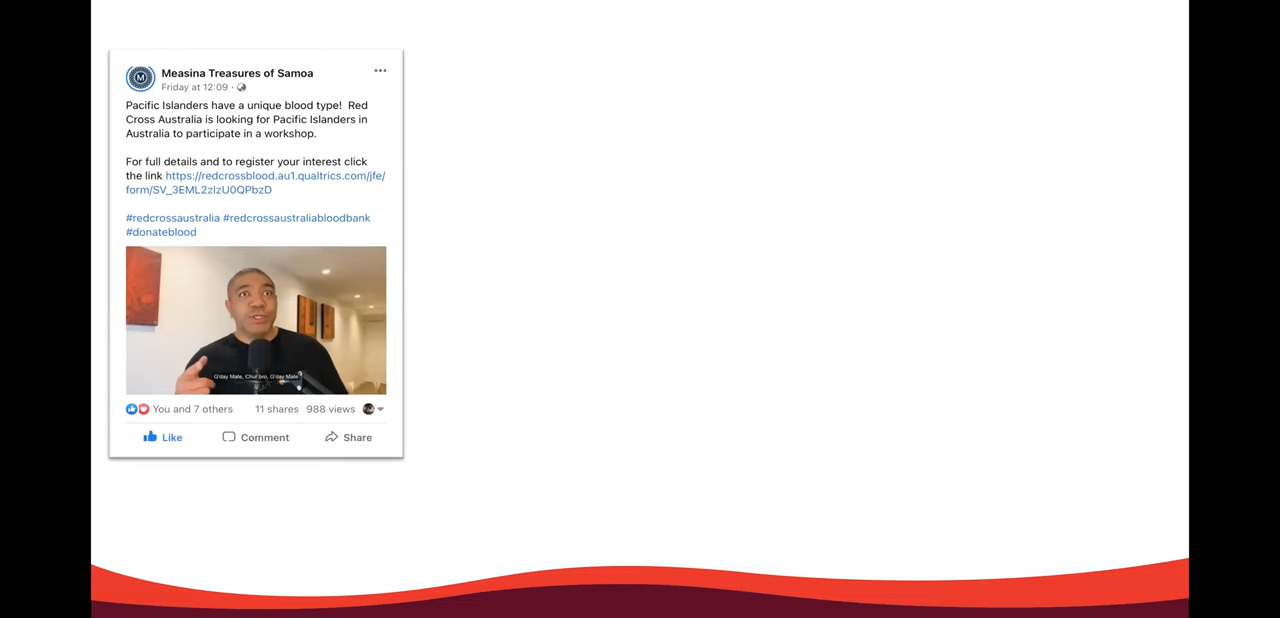 M
Measina Treasures of Samoa
Friday at 12:09 ·
Pacific Islanders have a unique blood type! Red
Cross Australia is looking for Pacific Islanders in
Australia to participate in a workshop.
For full details and to register your interest click
the link https://redcrossblood.au1.qualtrics.com/jfe/
form/SV_3EML2zlzU0QPbzD
#redcrossaustralia #redcrossaustraliabloodbank
#donateblood
G'day Mate, Chur bro, G'day Mate
You and 7 others 11 shares 988 views
Like Comment Share